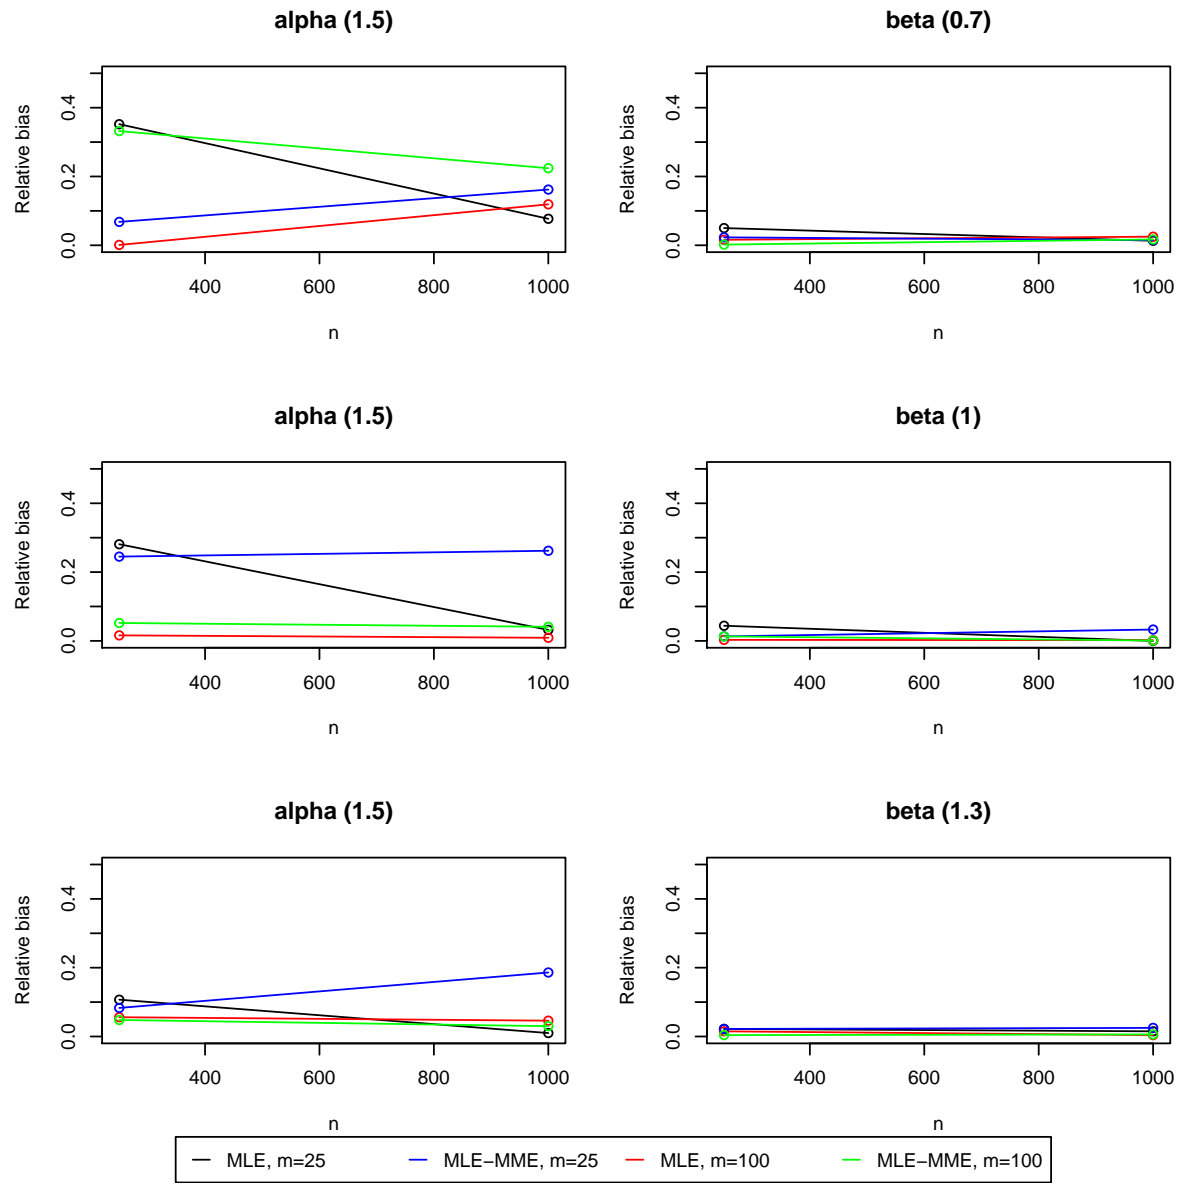 alpha (1.5)
Relative bias
0.0 0.2 0.4
400 600 800 1000
n
beta (0.7)
Relative bias
0.0 0.2 0.4
400 600 800 1000
n
alpha (1.5)
Relative bias
0.0 0.2 0.4
400 600 800 1000
n
beta (1)
Relative bias
0.0 0.2 0.4
400 600 800 1000
n
alpha (1.5)
Relative bias
0.0 0.2 0.4
400 600 800 1000
n
beta (1.3)
Relative bias
0.0 0.2 0.4
400 600 800 1000
n
MLE, m=25 MLE−MME, m=25 MLE, m=100 MLE−MME, m=100